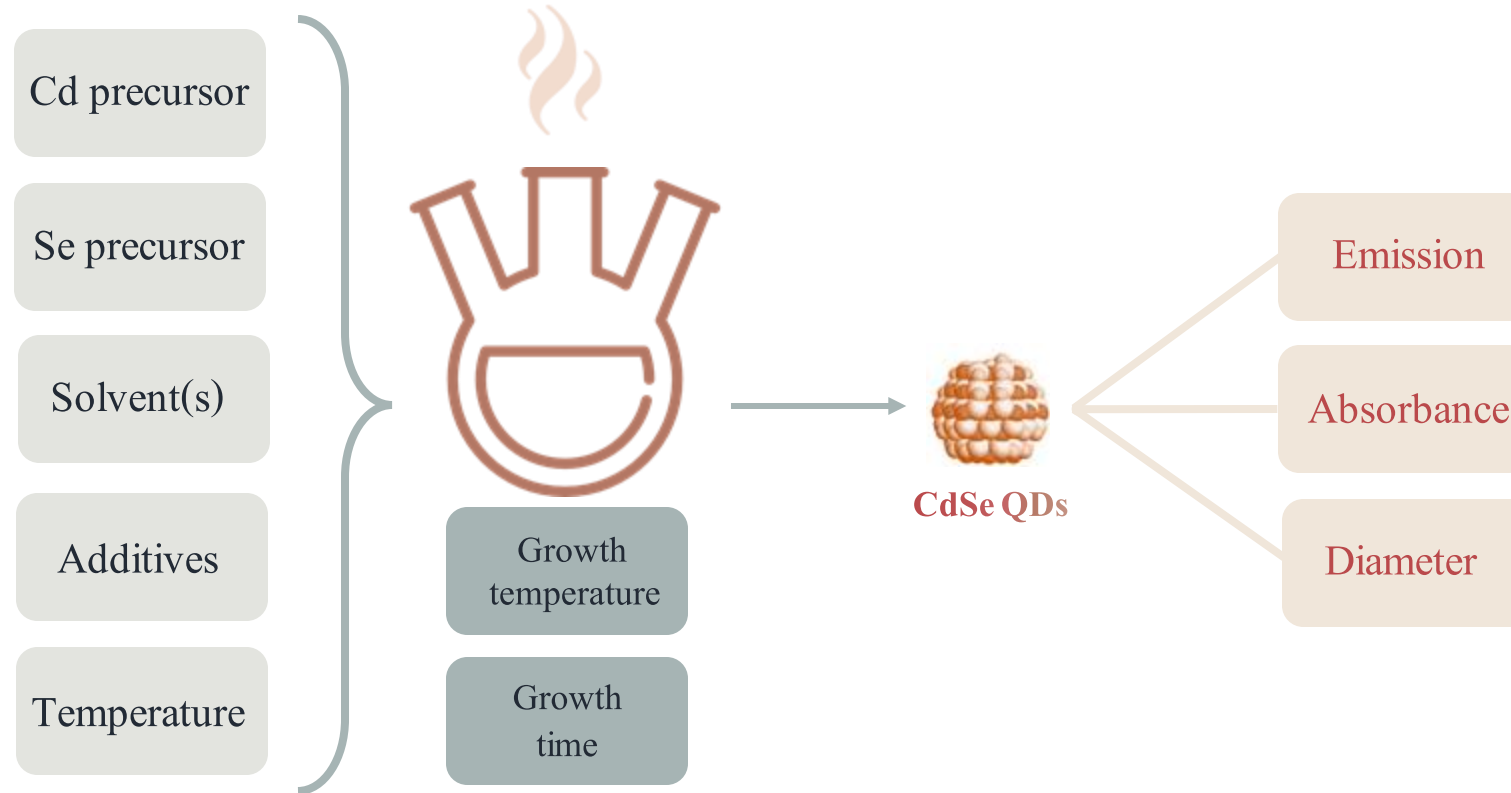 Cd precursor
Se precursor
Solvent(s)
Additives
Temperature
Growth
temperature
Growth
time
CdSe QDs
Emission
Absorbance
Diameter